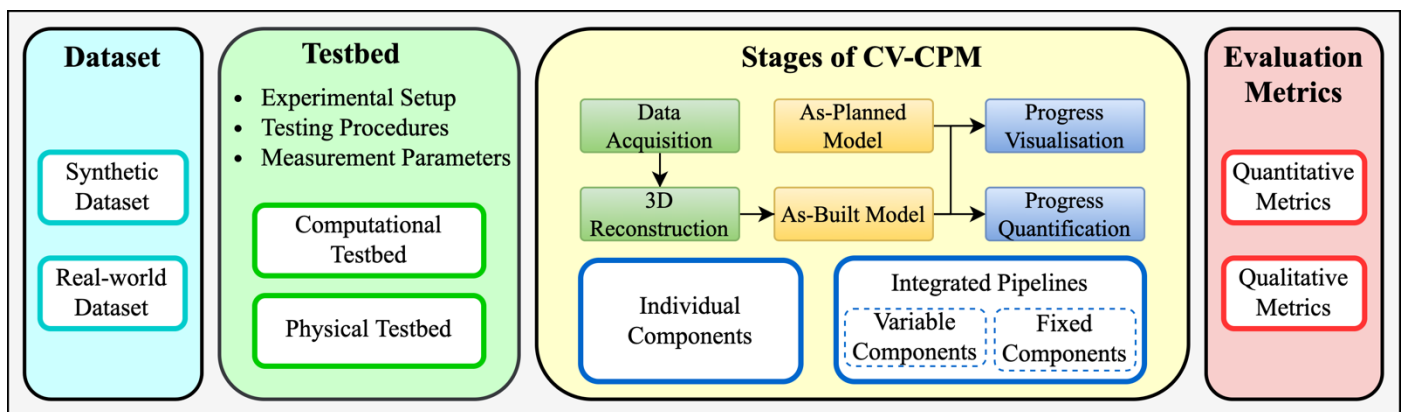 Dataset
Synthetic
Dataset
Real-world
Dataset
Testbed
• Experimental Setup
• Testing Procedures
• Measurement Parameters
Computational
Testbed
Physical Testbed
Stages of CV-CPM
Data
Acquisition
As-Planned
Model
Progress
Visualisation
3D
Reconstruction
As-Built Model
Progress
Quantification
Individual
Components
Integrated Pipelines
Variable
Components
Fixed
Components
Evaluation
Metrics
Quantitative
Metrics
Qualitative
Metrics